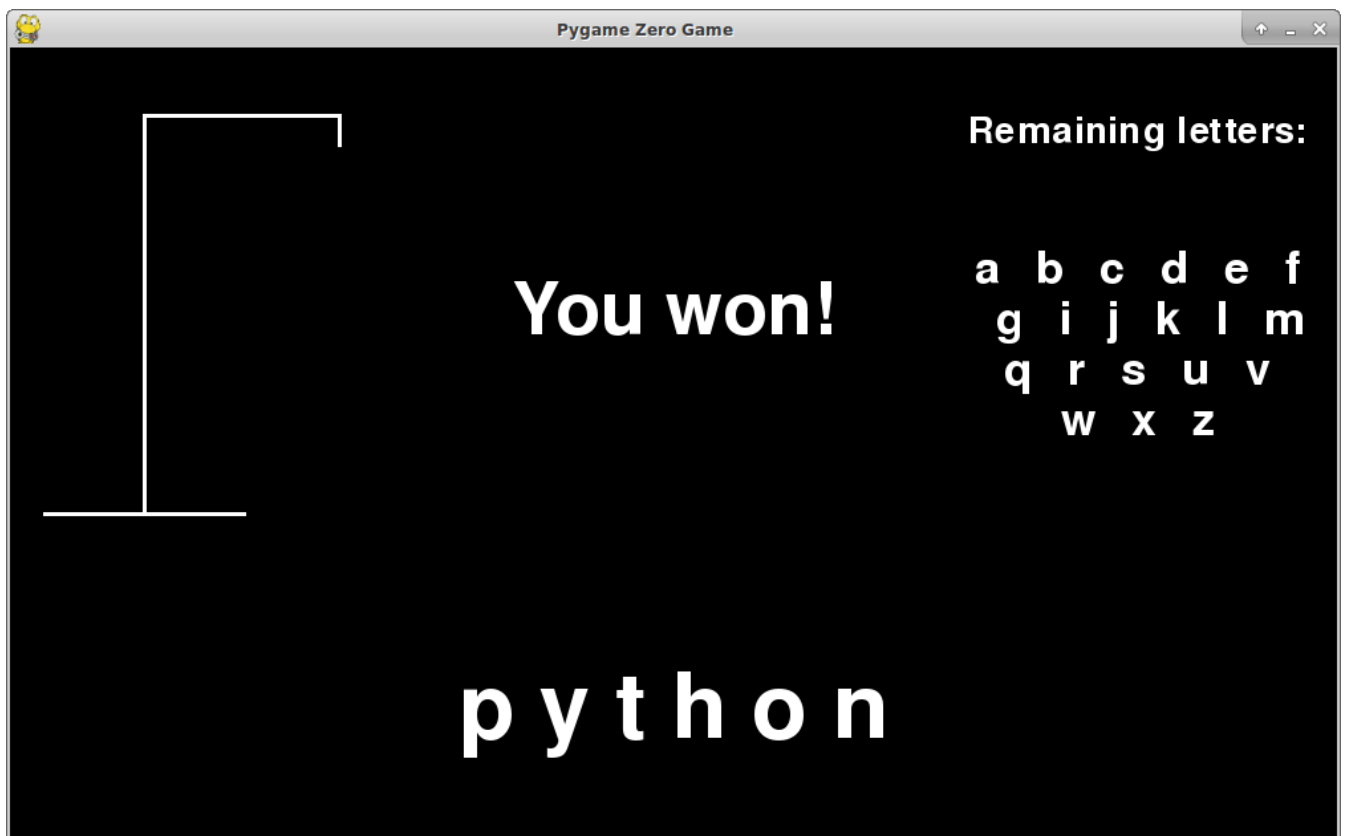 Pygame Zero Game
Remaining letters:
You won!
a b c d e f
g i j k l m
q r s u v
w x z
p y t h o n